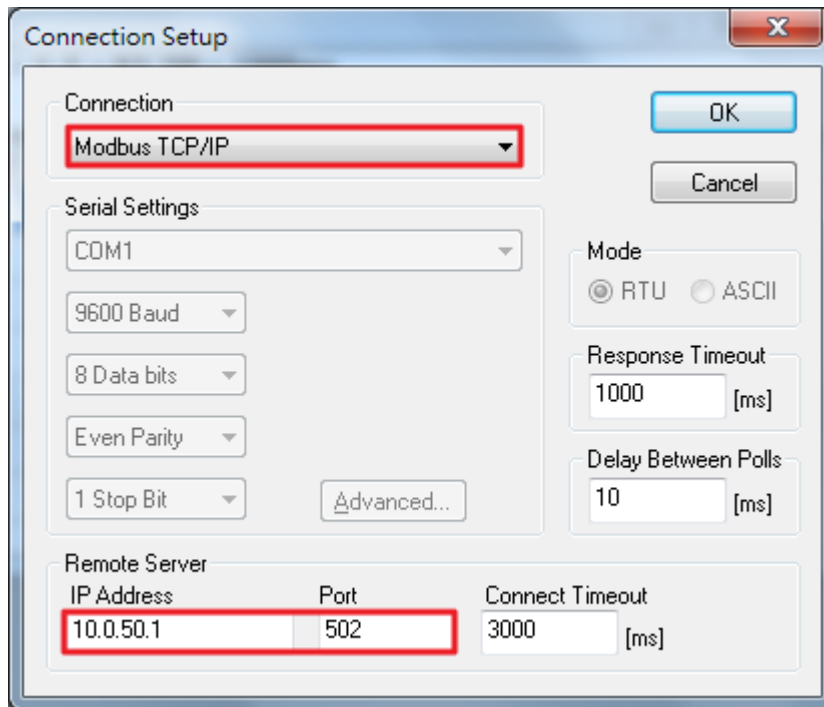 Connection Setup
Connection
OK
Modbus TCP/IP
Cancel
Serial Settings
COM1
Mode
RTU ASCII
9600 Baud
Response Timeout
8 Data bits
1000 [ms]
Even Parity
Delay Between Polls
1 Stop Bit Advanced...
10 [ms]
Remote Server
IP Address Port Connect Timeout
10.0.50.1 502 3000 [ms]